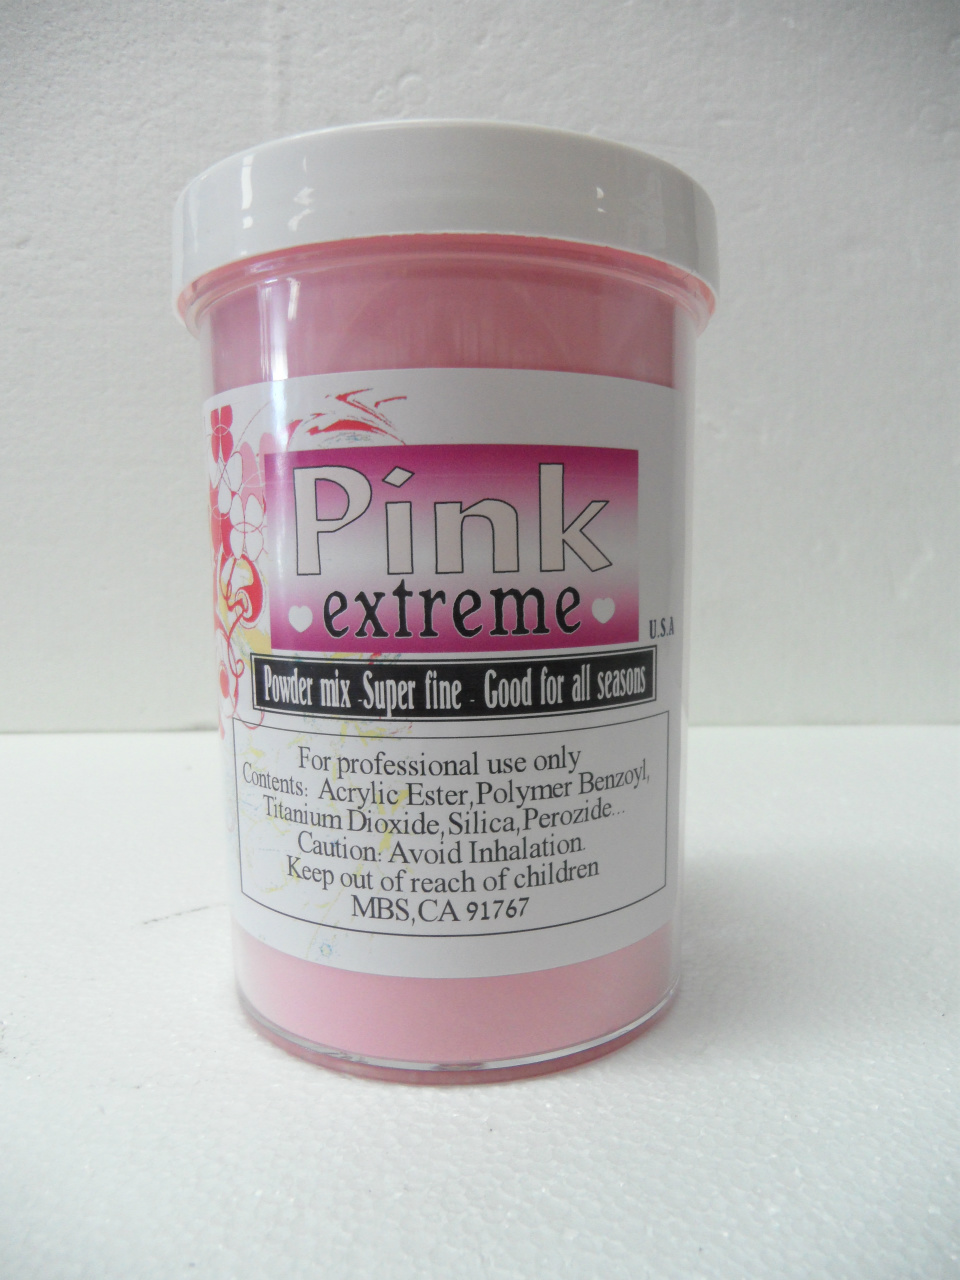 Pink
extreme
U.S.A
Powder mix -Super fine - Good for all seasons
For professional use only
Contents: Acrylic Ester,Polymer Benzoyl,
Titanium Dioxide,Silica,Perozide...
Caution: Avoid Inhalation.
Keep out of reach of children
MBS,CA 91767